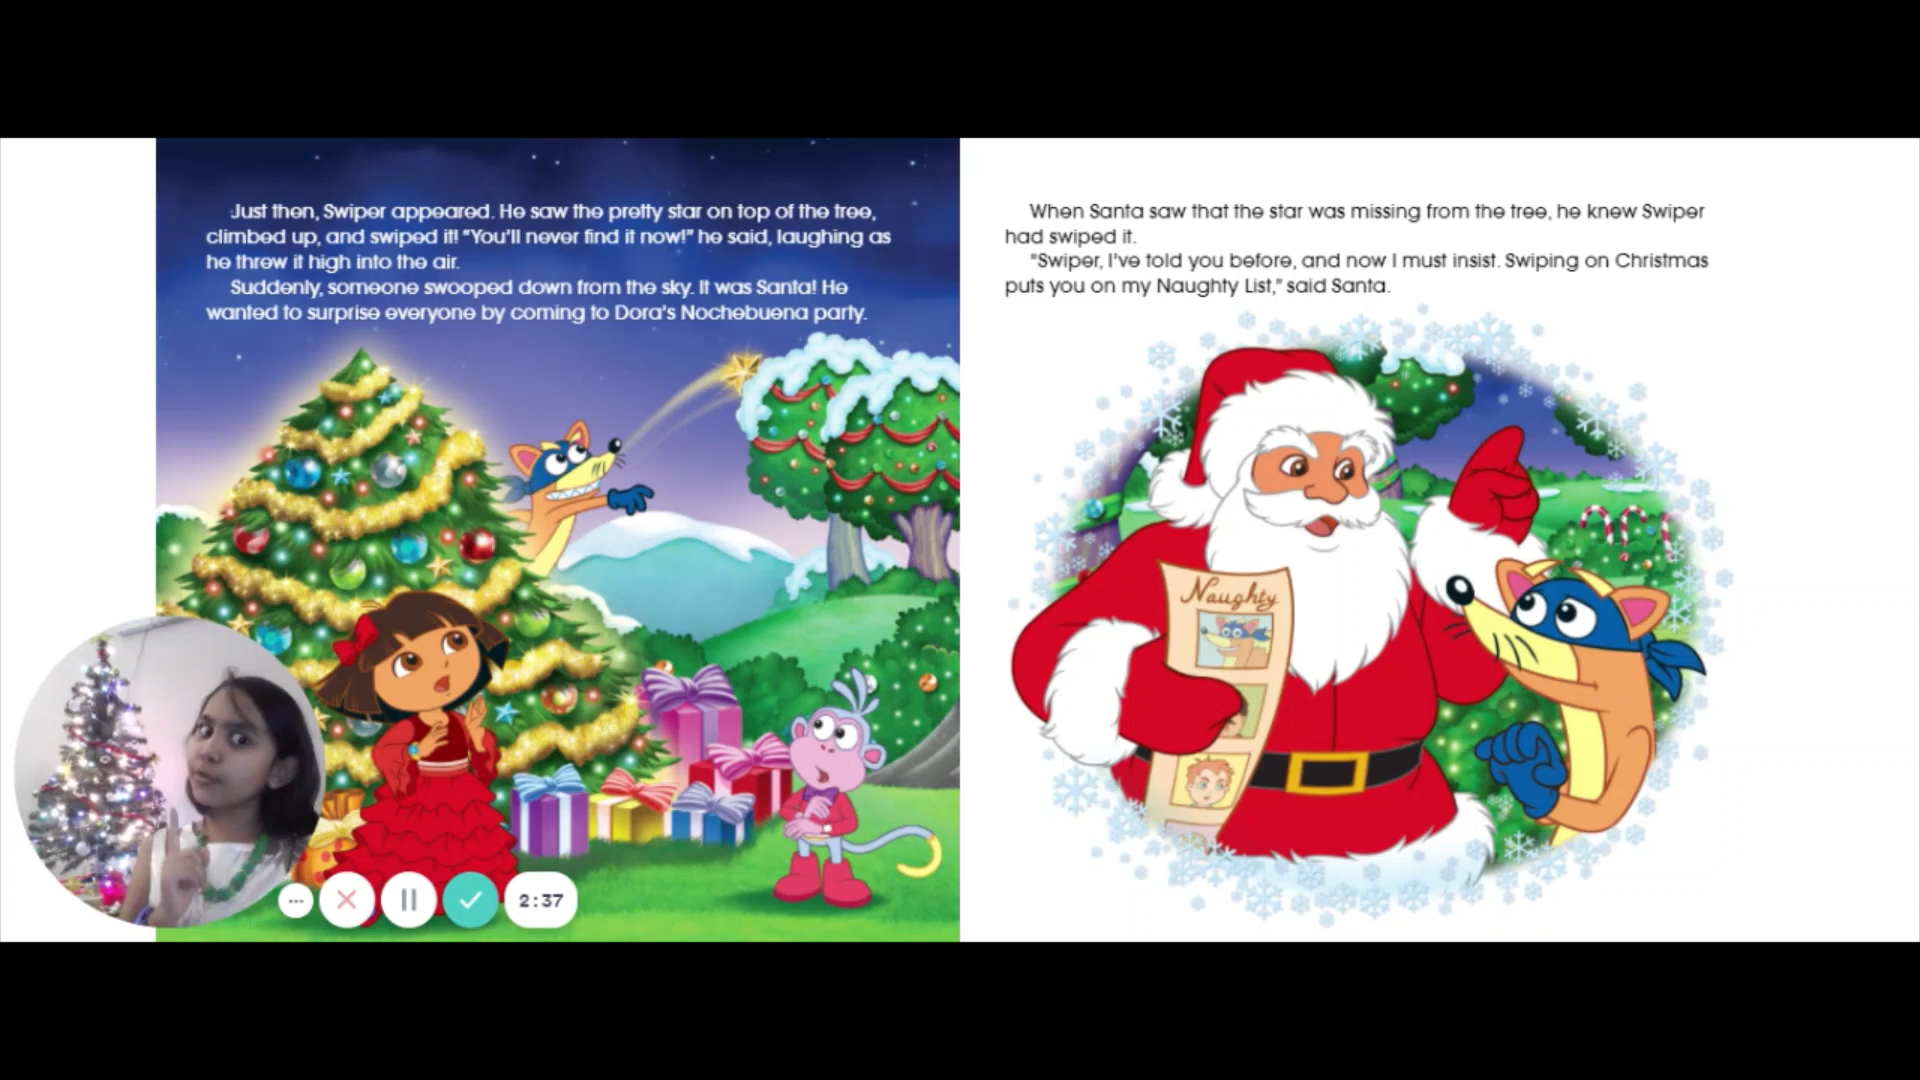 Just then, Swiper appeared. He saw the pretty star on top of the tree,
climbed up, and swiped it! "You'll never find it now!" he said, laughing as
he threw it high into the air.
Suddenly, someone swooped down from the sky. It was Santa! He
wanted to surprise everyone by coming to Dora's Nochebuena party.
When Santa saw that the star was missing from the tree, he knew Swiper
had swiped it.
"Swiper, I've told you before, and now I must insist. Swiping on Christmas
puts you on my Naughty List," said Santa.
Naughty
2:37